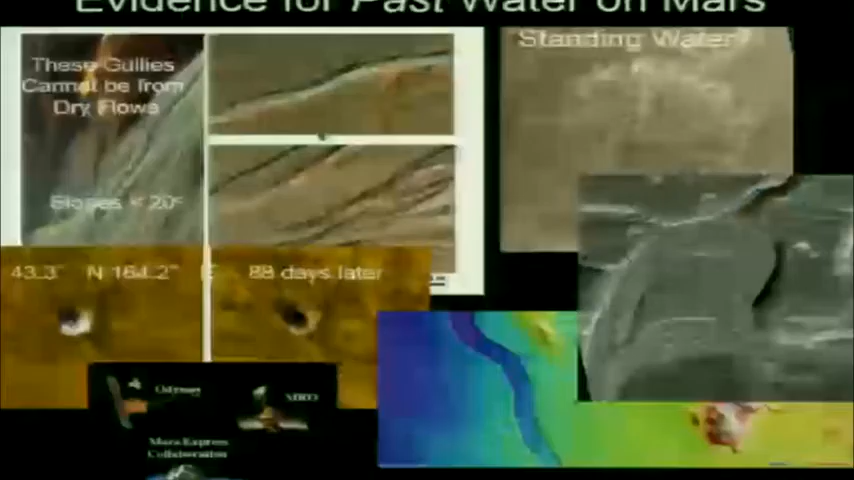 Evidence for Past Water on Mars
These Gullies
Cannot be from
Dry Flows
Standing Water?
Slopes < 20°
43.3° N 164.2° E
88 days later
Odyssey
MRO
Mars Express
Collaboration